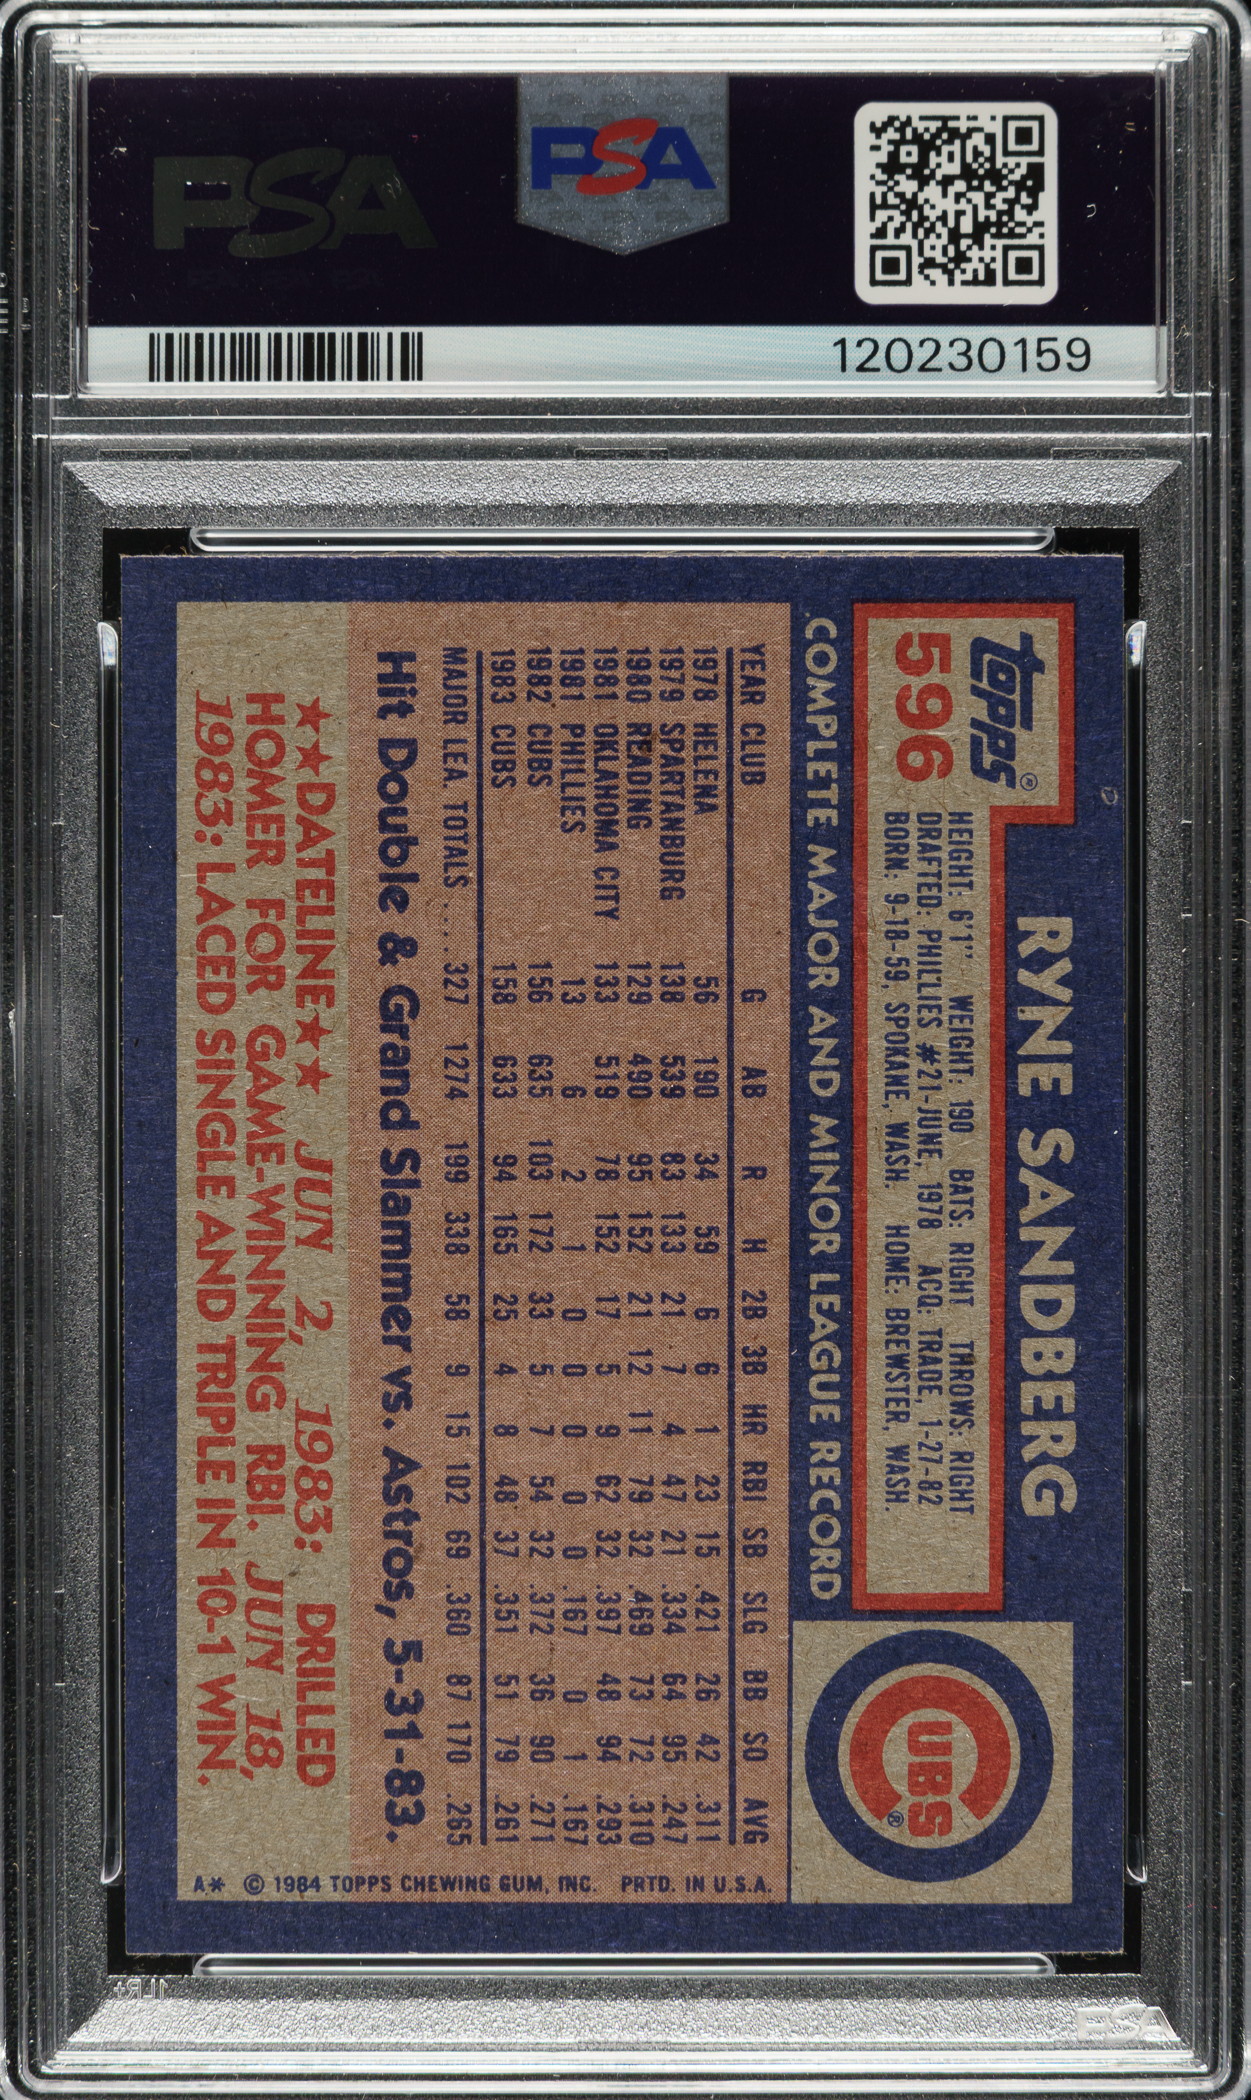 PSA
PSA
120230159
topps®
596
RYNE SANDBERG
HEIGHT: 6'1" WEIGHT: 190 BATS: RIGHT THROWS: RIGHT
DRAFTED: PHILLIES #21-JUNE, 1978 ACQ: TRADE, 1-27-82
BORN: 9-18-59, SPOKANE, WASH. HOME: BREWSTER, WASH.
COMPLETE MAJOR AND MINOR LEAGUE RECORD
CUBS®
YEAR CLUB G AB R H 2B 3B HR RBI SB SLG BB SO AVG
1978 HELENA 56 190 34 59 6 6 1 23 15 .421 26 42 .311
1979 SPARTANBURG 138 539 83 133 21 7 4 47 21 .334 64 95 .247
1980 READING 129 490 95 152 21 12 11 79 32 .469 73 72 .310
1981 OKLAHOMA CITY 133 519 78 152 17 5 9 62 32 .397 48 94 .293
1981 PHILLIES 13 6 2 1 0 0 0 0 0 .167 0 1 .167
1982 CUBS 156 635 103 172 33 5 7 54 32 .372 36 90 .271
1983 CUBS 158 633 94 165 25 4 8 48 37 .351 51 79 .261
MAJOR LEA. TOTALS .... 327 1274 199 338 58 9 15 102 69 .360 87 170 .265
Hit Double & Grand Slammer vs. Astros, 5-31-83.
★★DATELINE★★ JUN 2, 1983: DRILLED
HOMER FOR GAME-WINNING RBI. JUN 18,
1983: LACED SINGLE AND TRIPLE IN 10-1 WIN.
A* © 1984 TOPPS CHEWING GUM, INC. PRTD. IN U.S.A.
PSA